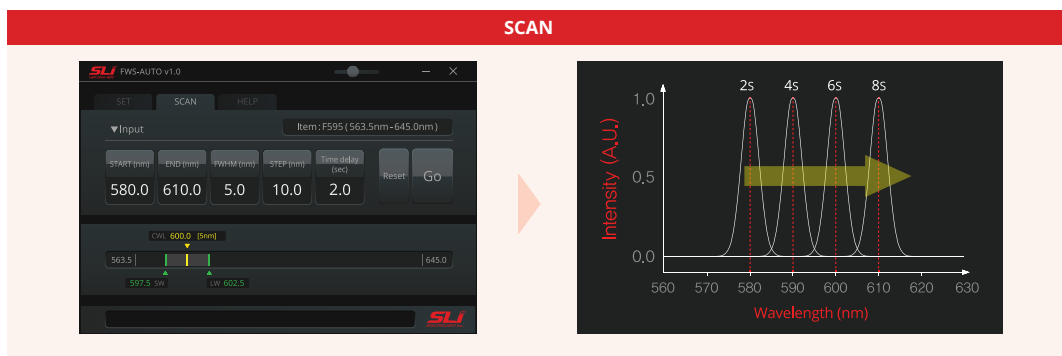 SCAN
SLi FWS-AUTO v1.0
SET SCAN HELP
▼Input
Item:F595 ( 563.5nm-645.0nm )
START (nm) END (nm) FWHM (nm) STEP (nm) Time delay (sec)
580.0 610.0 5.0 10.0 2.0
Reset Go
CWL 600.0 [5nm]
563.5 645.0
597.5 SW LW 602.5
SLi
2s 4s 6s 8s
1.0
0.5
0.0
Intensity (A.U.)
560 570 580 590 600 610 620 630
Wavelength (nm)